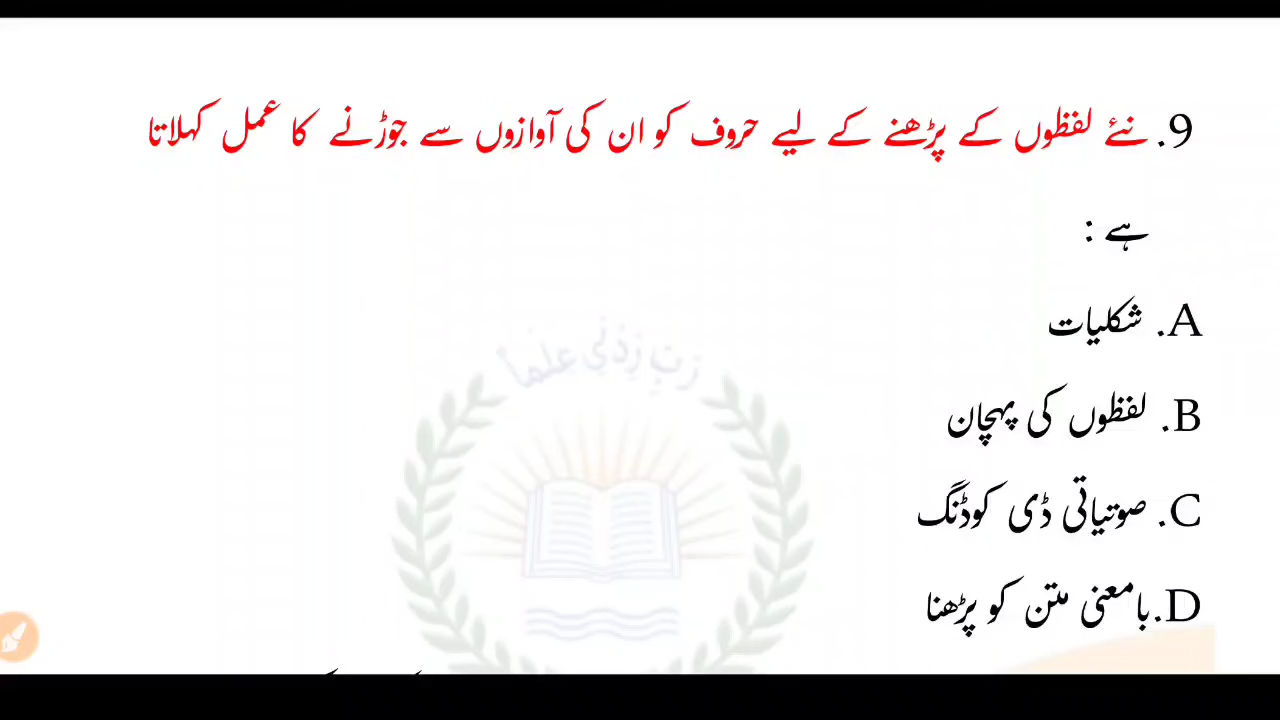 9. نئے لفظوں کے پڑھنے کے لیے حروف کو ان کی آوازوں سے جوڑنے کا عمل کہلاتا
ہے :
A. شکلیات
رَبِّ زِدْنِي عِلْماً
B. لفظوں کی پہچان
C. صوتیاتی ڈی کوڈنگ
D. بامعنی متن کو پڑھنا